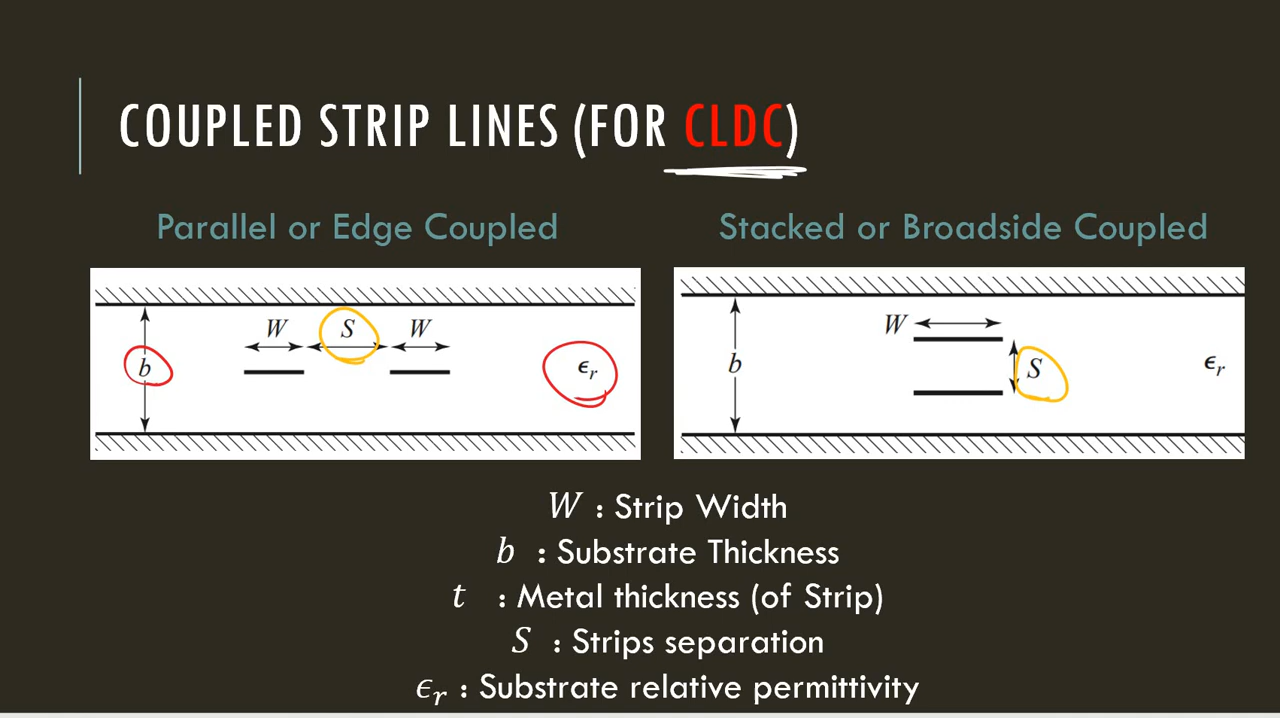 COUPLED STRIP LINES (FOR CLDC)
Parallel or Edge Coupled
Stacked or Broadside Coupled
W S W
b
ϵr
W
b
S
ϵr
W : Strip Width
b : Substrate Thickness
t : Metal thickness (of Strip)
S : Strips separation
ϵr : Substrate relative permittivity